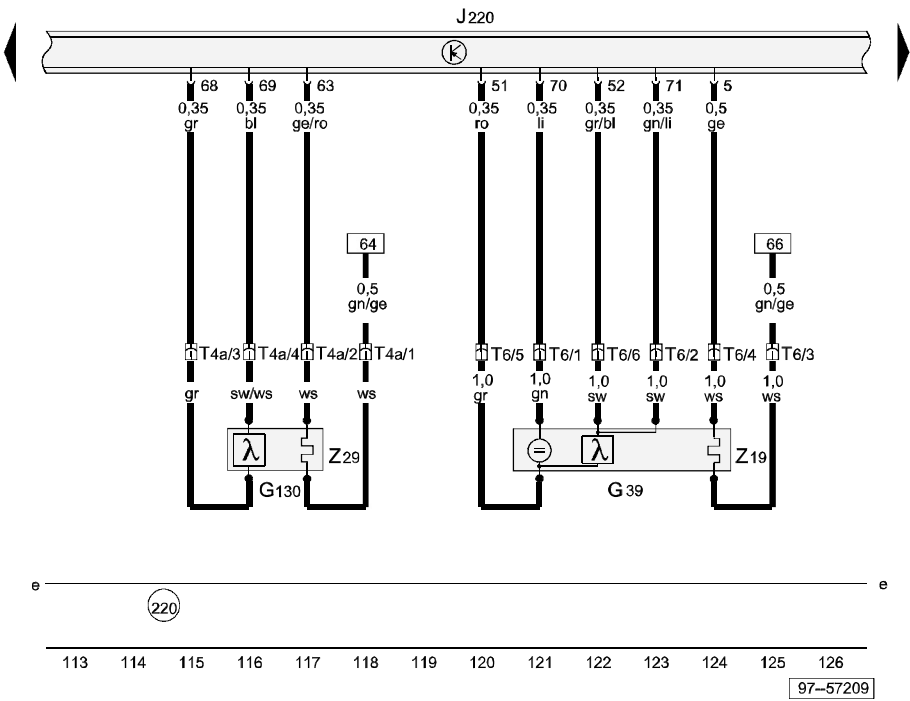 J220
68 69 63 51 70 52 71 5
0,35 0,35 0,35 0,35 0,35 0,35 0,35 0,5
gr bl ge/ro ro li gr/bl gn/li ge
64 66
0,5 0,5
gn/ge gn/ge
T4a/3 T4a/4 T4a/2 T4a/1 T6/5 T6/1 T6/6 T6/2 T6/4 T6/3
1,0 1,0 1,0 1,0 1,0 1,0
gr sw/ws ws ws gr gn sw sw ws ws
λ Z29 = λ Z19
G130 G39
e e
220
113 114 115 116 117 118 119 120 121 122 123 124 125 126
97--57209